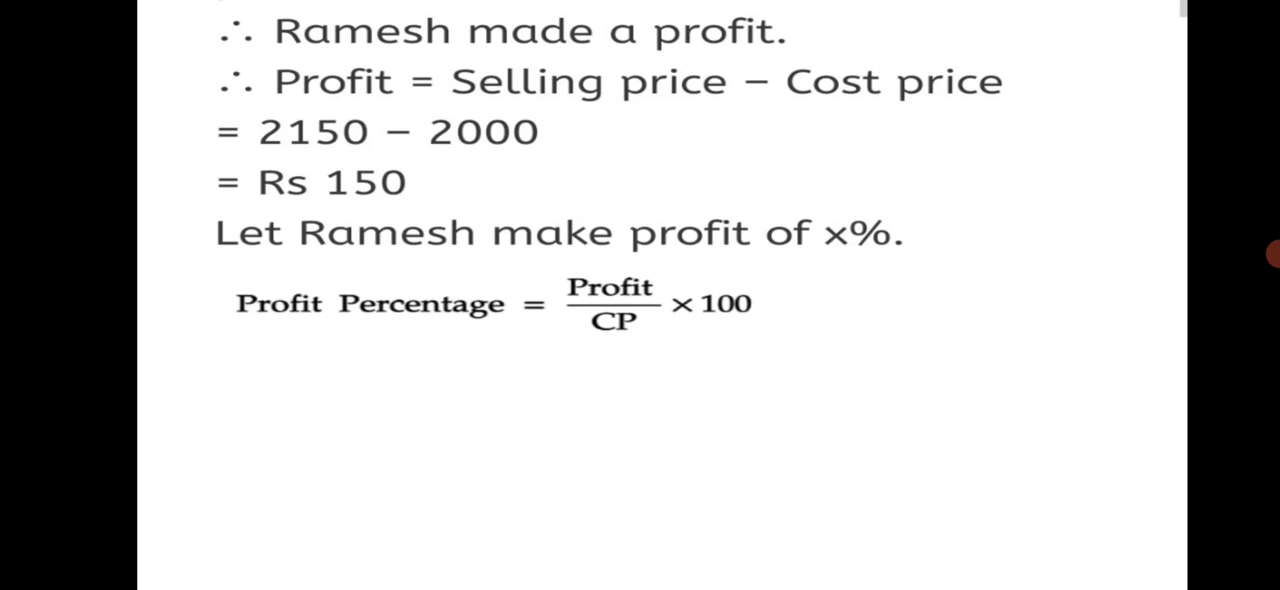 ∴ Ramesh made a profit.
∴ Profit = Selling price – Cost price
= 2150 – 2000
= Rs 150
Let Ramesh make profit of x%.
Profit Percentage = Profit/CP × 100